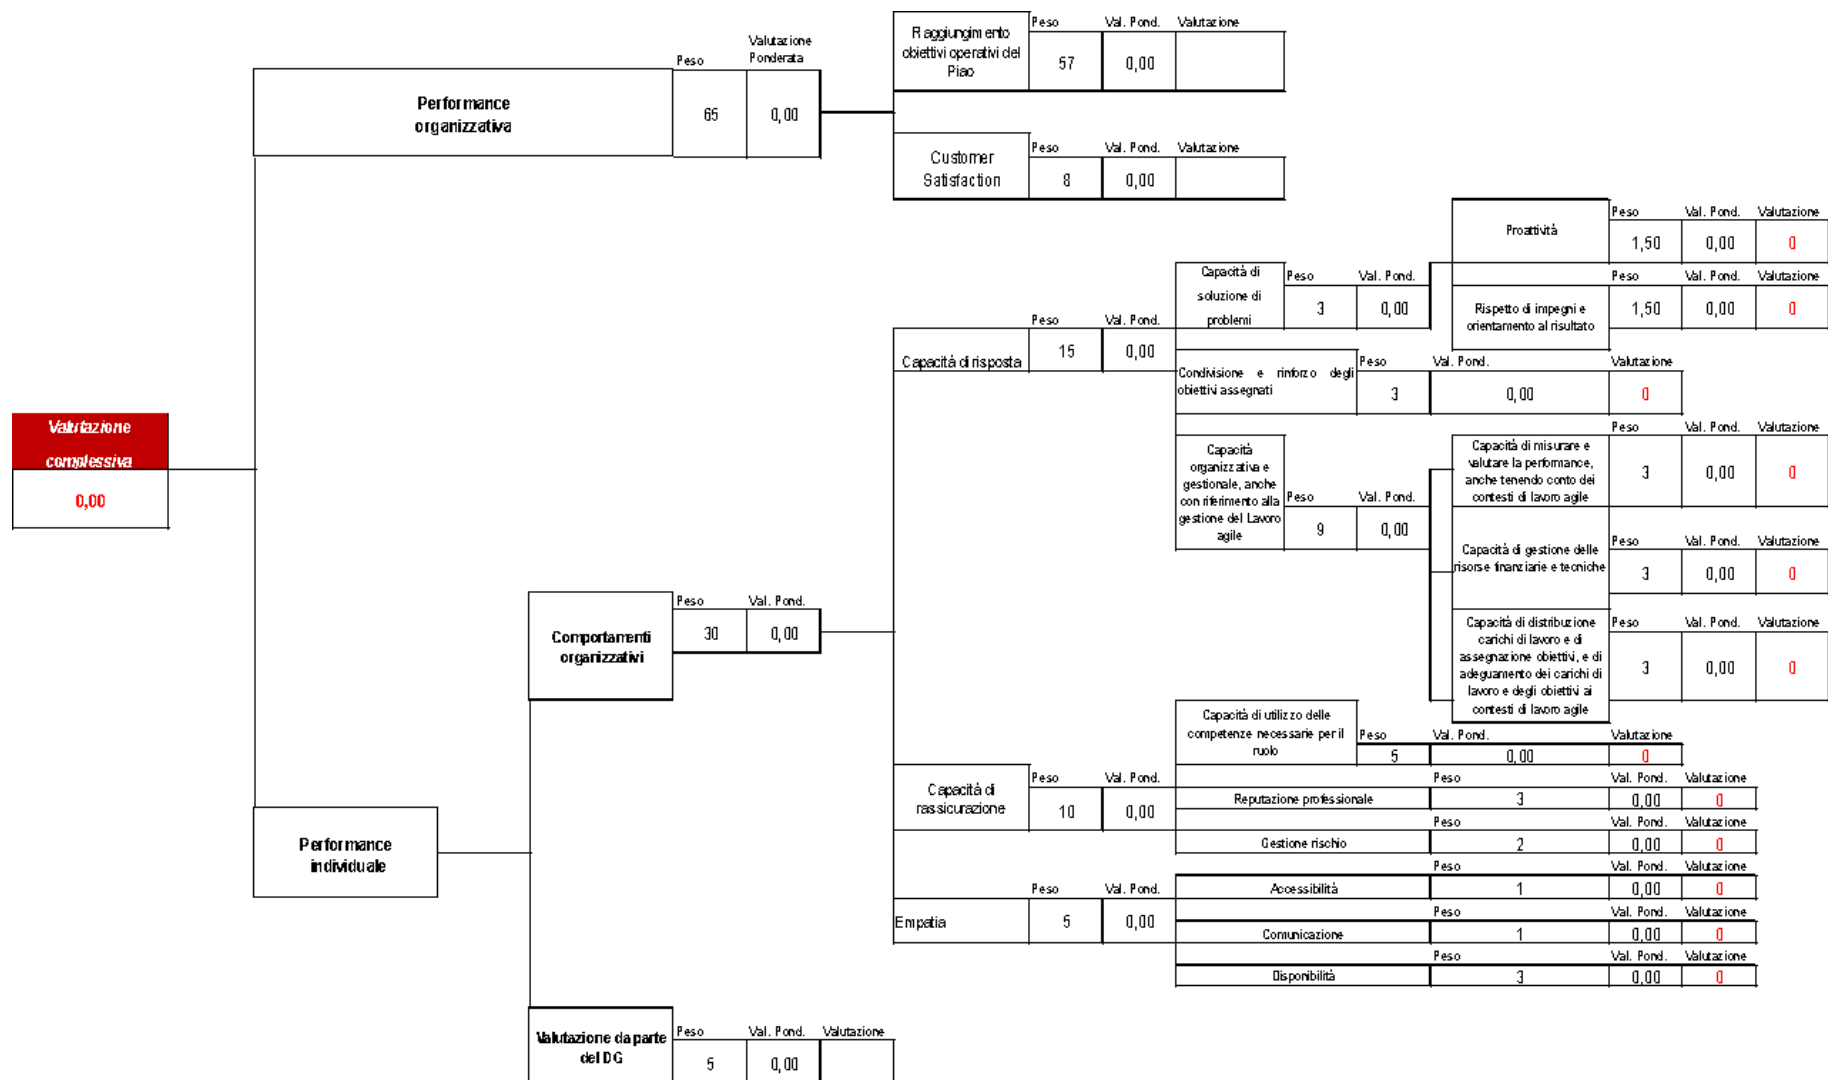 Peso
Valutazione
Ponderata
Performance
organizzativa
65
0,00
Raggiungimento
obiettivi operativi del
Piao
Peso Val. Pond. Valutazione
57 0,00
Customer
Satisfaction
Peso Val. Pond. Valutazione
8 0,00
Valutazione
complessiva
0,00
Performance
individuale
Comportamenti
organizzativi
Peso Val. Pond.
30 0,00
Capacità di risposta
Peso Val. Pond.
15 0,00
Capacità di
soluzione di
problemi
Peso Val. Pond.
3 0,00
Proattività
Peso Val. Pond. Valutazione
1,50 0,00 0
Rispetto di impegni e
orientamento al risultato
Peso Val. Pond. Valutazione
1,50 0,00 0
Condivisione e rinforzo degli
obiettivi assegnati
Peso Val. Pond. Valutazione
3 0,00 0
Capacità
organizzativa e
gestionale, anche
con riferimento alla
gestione del Lavoro
agile
Peso Val. Pond.
9 0,00
Capacità di misurare e
valutare la performance,
anche tenendo conto dei
contesti di lavoro agile
Peso Val. Pond. Valutazione
3 0,00 0
Capacità di gestione delle
risorse finanziarie e tecniche
Peso Val. Pond. Valutazione
3 0,00 0
Capacità di distribuzione
carichi di lavoro e di
assegnazione obiettivi, e di
adeguamento dei carichi di
lavoro e degli obiettivi ai
contesti di lavoro agile
Peso Val. Pond. Valutazione
3 0,00 0
Capacità di
rassicurazione
Peso Val. Pond.
10 0,00
Capacità di utilizzo delle
competenze necessarie per il
ruolo
Peso Val. Pond. Valutazione
5 0,00 0
Peso Val. Pond. Valutazione
Reputazione professionale 3 0,00 0
Peso Val. Pond. Valutazione
Gestione rischio 2 0,00 0
Empatia
Peso Val. Pond.
5 0,00
Peso Val. Pond. Valutazione
Accessibilità 1 0,00 0
Peso Val. Pond. Valutazione
Comunicazione 1 0,00 0
Peso Val. Pond. Valutazione
Disponibilità 3 0,00 0
Valutazione da parte
del DG
Peso Val. Pond. Valutazione
5 0,00